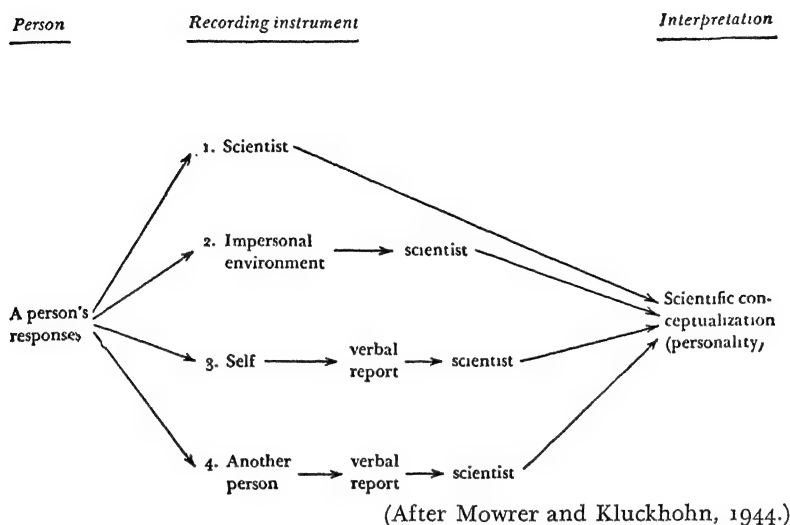 Person Recording instrument Interpretation
1. Scientist
2. Impersonal
environment
scientist
A person's
responses
3. Self
verbal
report
scientist
4. Another
person
verbal
report
scientist
Scientific con-
ceptualization
(personality)
(After Mowrer and Kluckhohn, 1944.)